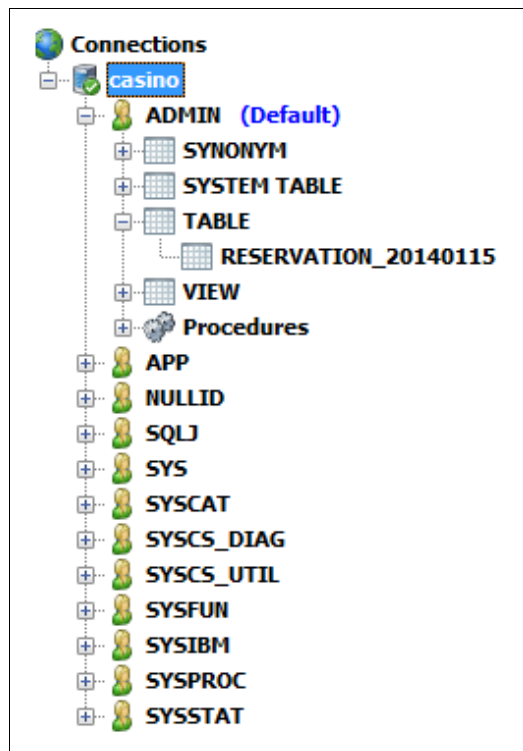 Connections
casino
ADMIN (Default)
SYNONYM
SYSTEM TABLE
TABLE
RESERVATION_20140115
VIEW
Procedures
APP
NULLID
SQLJ
SYS
SYSCAT
SYSCS_DIAG
SYSCS_UTIL
SYSFUN
SYSIBM
SYSPROC
SYSSTAT